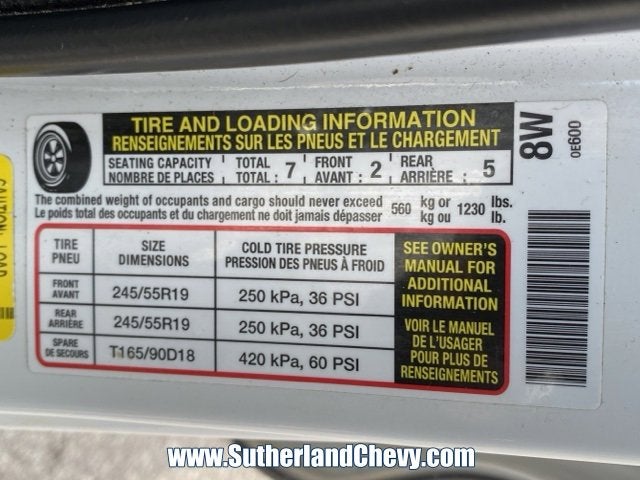 TIRE AND LOADING INFORMATION
RENSEIGNEMENTS SUR LES PNEUS ET LE CHARGEMENT
SEATING CAPACITY TOTAL 7 FRONT 2 REAR 5
NOMBRE DE PLACES TOTAL : AVANT : ARRIÈRE :
The combined weight of occupants and cargo should never exceed 560 kg or 1230 lbs.
Le poids total des occupants et du chargement ne doit jamais dépasser kg ou lb.
TIRE SIZE COLD TIRE PRESSURE
PNEU DIMENSIONS PRESSION DES PNEUS À FROID
FRONT
AVANT 245/55R19 250 kPa, 36 PSI
REAR
ARRIÈRE 245/55R19 250 kPa, 36 PSI
SPARE
DE SECOURS T165/90D18 420 kPa, 60 PSI
SEE OWNER'S
MANUAL FOR
ADDITIONAL
INFORMATION
VOIR LE MANUEL
DE L'USAGER
POUR PLUS DE
RENSEIGNEMENTS
8W
0E600
CAUTION: LOAD
www.SutherlandChevy.com